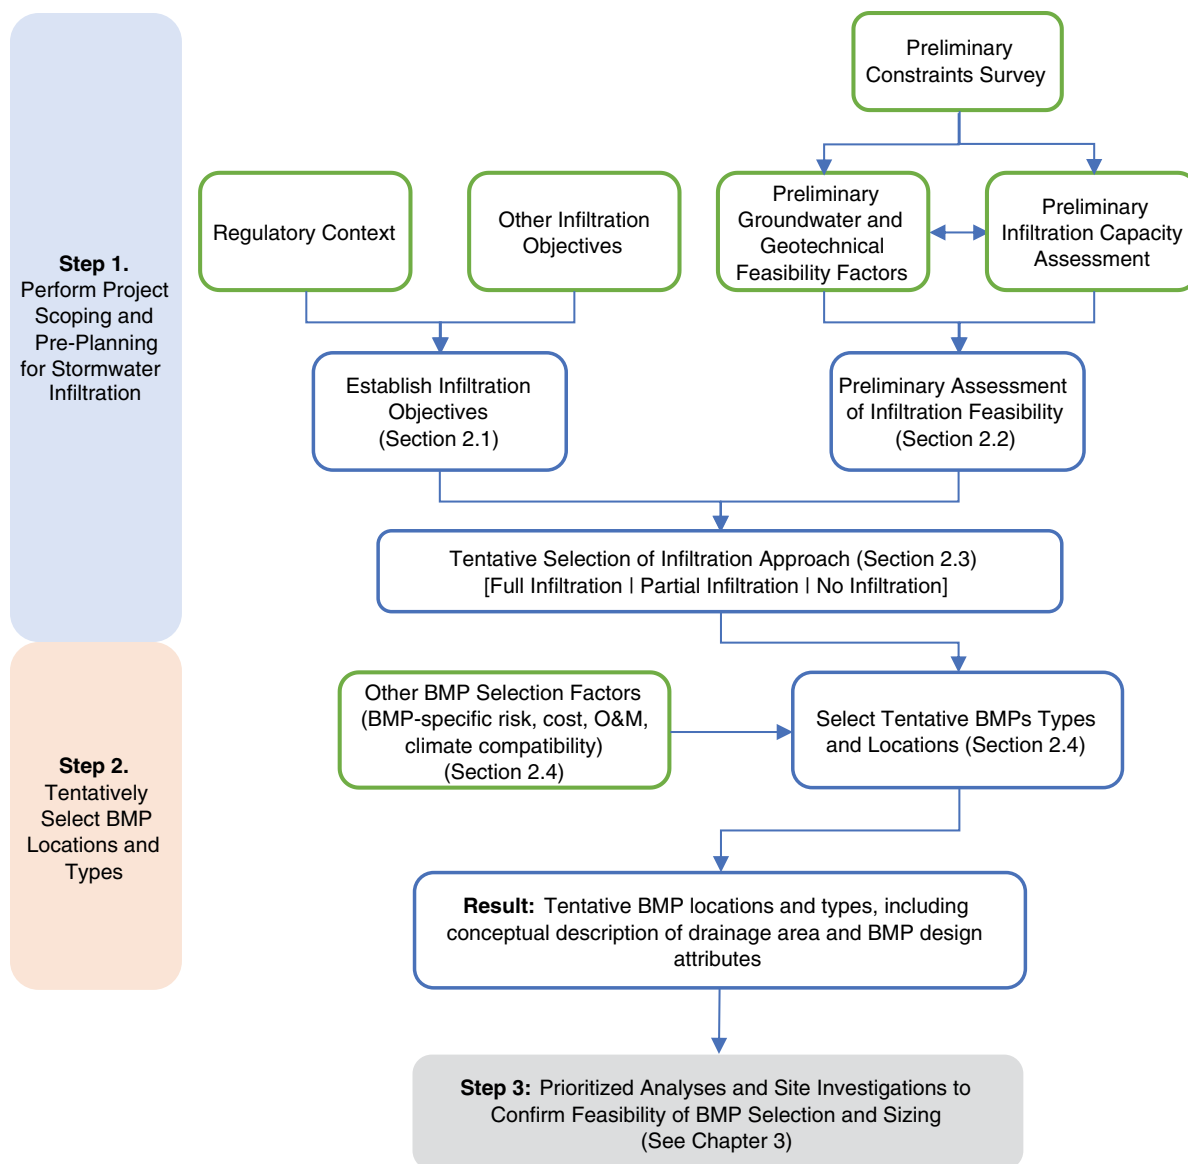 Preliminary
Constraints Survey
Regulatory Context
Other Infiltration
Objectives
Preliminary
Groundwater and
Geotechnical
Feasibility Factors
Preliminary
Infiltration Capacity
Assessment
Step 1.
Perform Project
Scoping and
Pre-Planning
for Stormwater
Infiltration
Establish Infiltration
Objectives
(Section 2.1)
Preliminary Assessment
of Infiltration Feasibility
(Section 2.2)
Tentative Selection of Infiltration Approach (Section 2.3)
[Full Infiltration | Partial Infiltration | No Infiltration]
Step 2.
Tentatively
Select BMP
Locations and
Types
Other BMP Selection Factors
(BMP-specific risk, cost, O&M,
climate compatibility)
(Section 2.4)
Select Tentative BMPs Types
and Locations (Section 2.4)
Result: Tentative BMP locations and types, including
conceptual description of drainage area and BMP design
attributes
Step 3: Prioritized Analyses and Site Investigations to
Confirm Feasibility of BMP Selection and Sizing
(See Chapter 3)